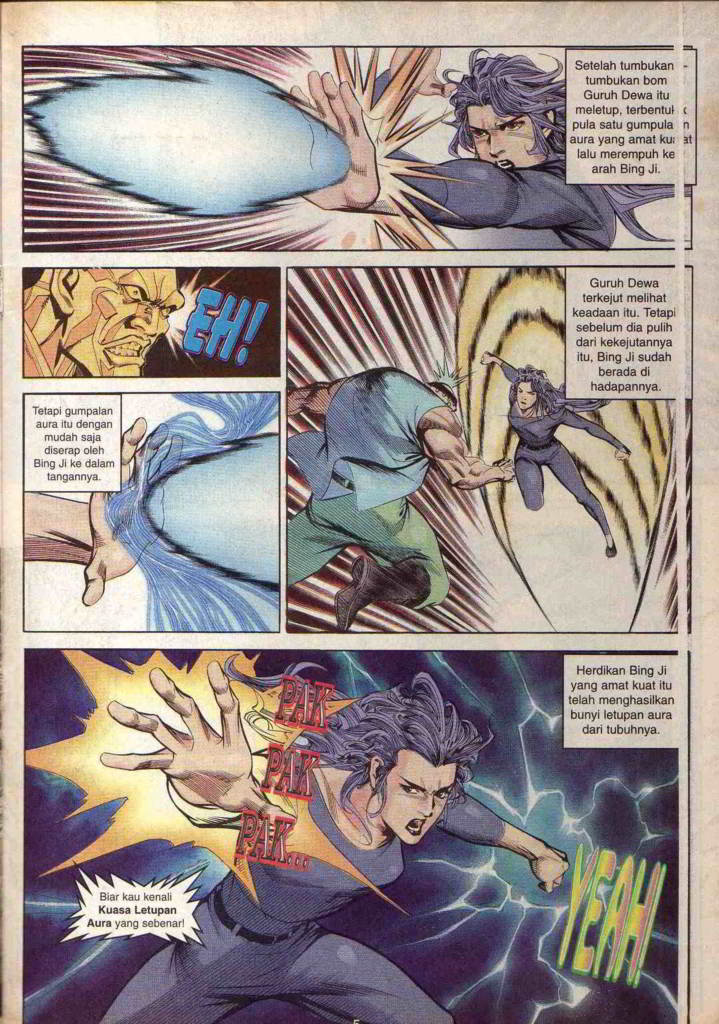 Setelah tumbukan -
tumbukan bom
Guruh Dewa itu
meletup, terbentuk
pula satu gumpulan
aura yang amat kuat
lalu merempuh ke
arah Bing Ji.
EH!
Tetapi gumpalan
aura itu dengan
mudah saja
diserap oleh
Bing Ji ke dalam
tangannya.
Guruh Dewa
terkejut melihat
keadaan itu. Tetapi
sebelum dia pulih
dari kekejutannya
itu, Bing Ji sudah
berada di
hadapannya.
Herdikan Bing Ji
yang amat kuat itu
telah menghasilkan
bunyi letupan aura
dari tubuhnya.
PAK
PAK
PAK...
Biar kau kenali
Kuasa Letupan
Aura yang sebenar!
YEAH!
5